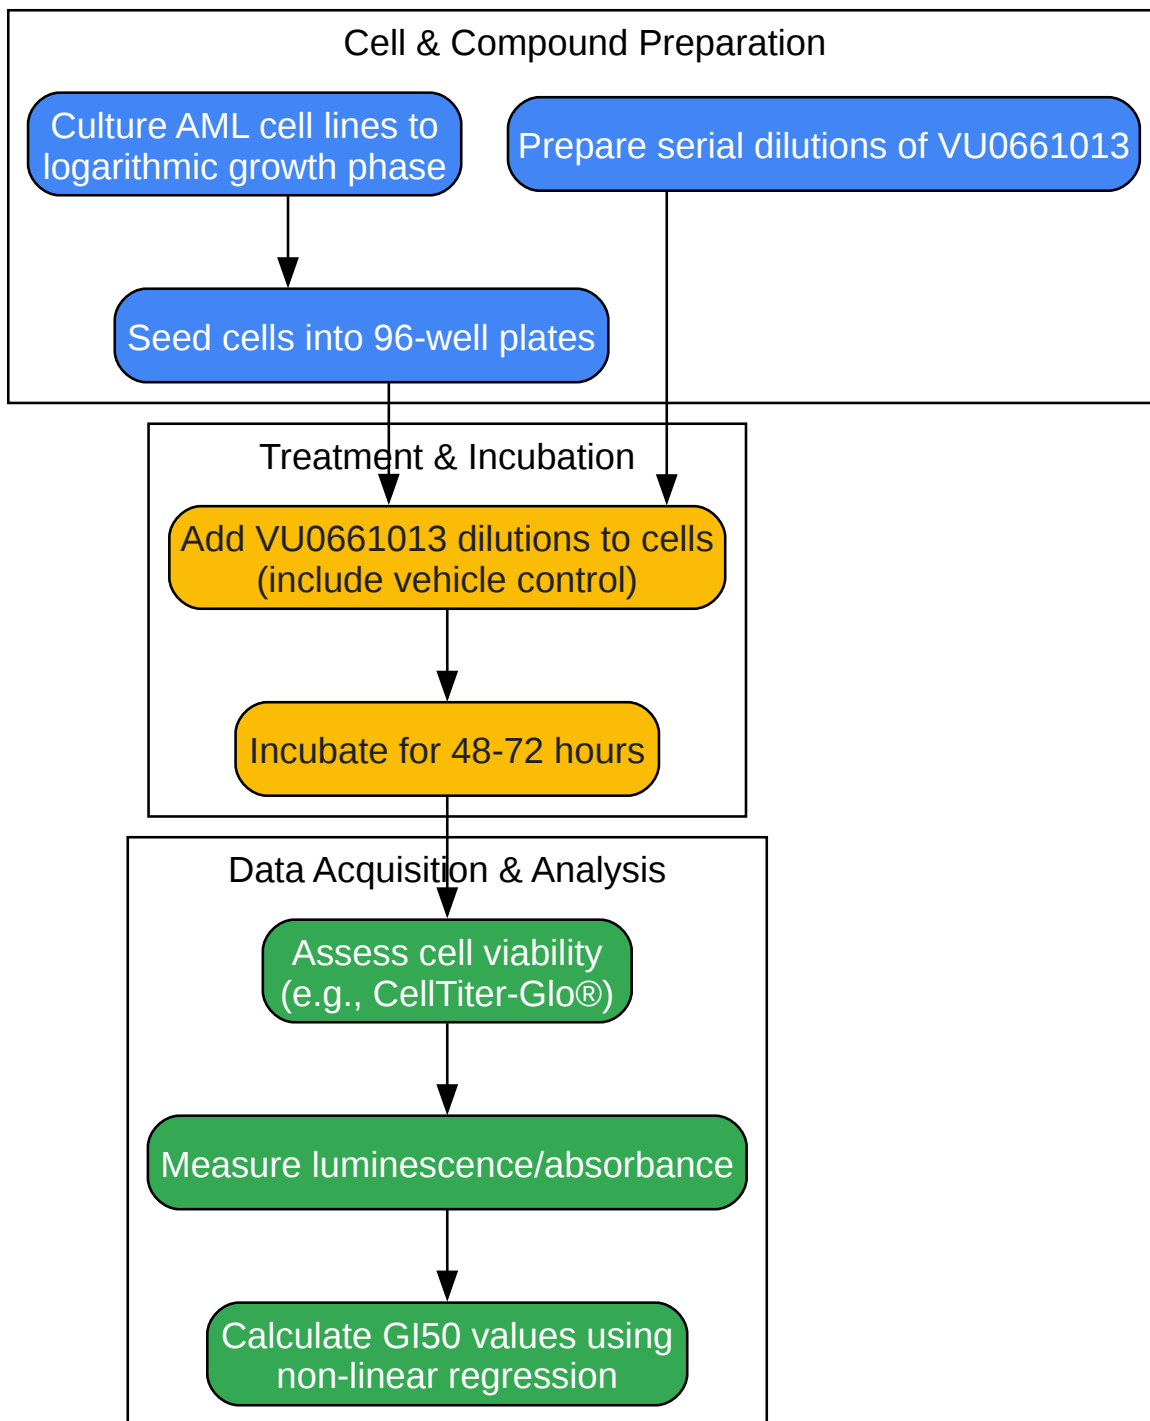 Cell & Compound Preparation
Culture AML cell lines to
logarithmic growth phase
Prepare serial dilutions of VU0661013
Seed cells into 96-well plates
Treatment & Incubation
Add VU0661013 dilutions to cells
(include vehicle control)
Incubate for 48-72 hours
Data Acquisition & Analysis
Assess cell viability
(e.g., CellTiter-Glo®)
Measure luminescence/absorbance
Calculate GI50 values using
non-linear regression